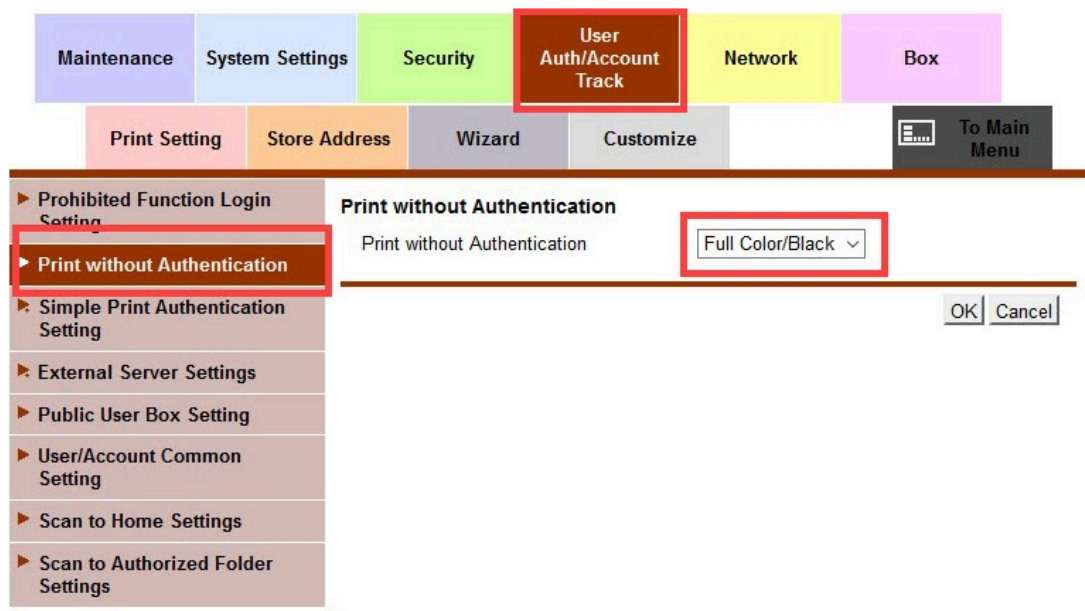 Maintenance
System Settings
Security
User
Auth/Account
Track
Network
Box
Print Setting
Store Address
Wizard
Customize
To Main
Menu
Prohibited Function Login
Setting
Print without Authentication
Simple Print Authentication
Setting
External Server Settings
Public User Box Setting
User/Account Common
Setting
Scan to Home Settings
Scan to Authorized Folder
Settings
Print without Authentication
Print without Authentication
Full Color/Black
OK
Cancel